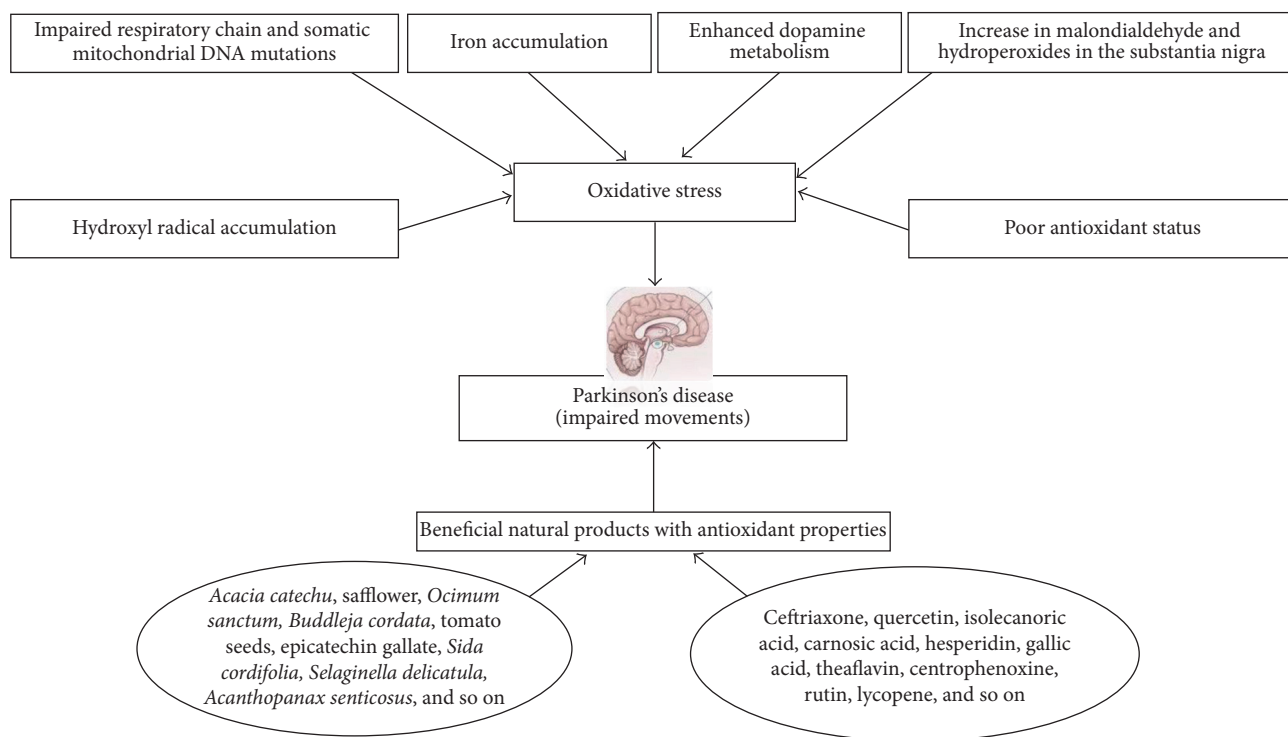 Impaired respiratory chain and somatic
mitochondrial DNA mutations
Iron accumulation
Enhanced dopamine
metabolism
Increase in malondialdehyde and
hydroperoxides in the substantia nigra
Oxidative stress
Hydroxyl radical accumulation
Poor antioxidant status
Parkinson's disease
(impaired movements)
Beneficial natural products with antioxidant properties
Acacia catechu, safflower, Ocimum
sanctum, Buddleja cordata, tomato
seeds, epicatechin gallate, Sida
cordifolia, Selaginella delicatula,
Acanthopanax senticosus, and so on
Ceftriaxone, quercetin, isolecanoric
acid, carnosic acid, hesperidin, gallic
acid, theaflavin, centrophenoxine,
rutin, lycopene, and so on